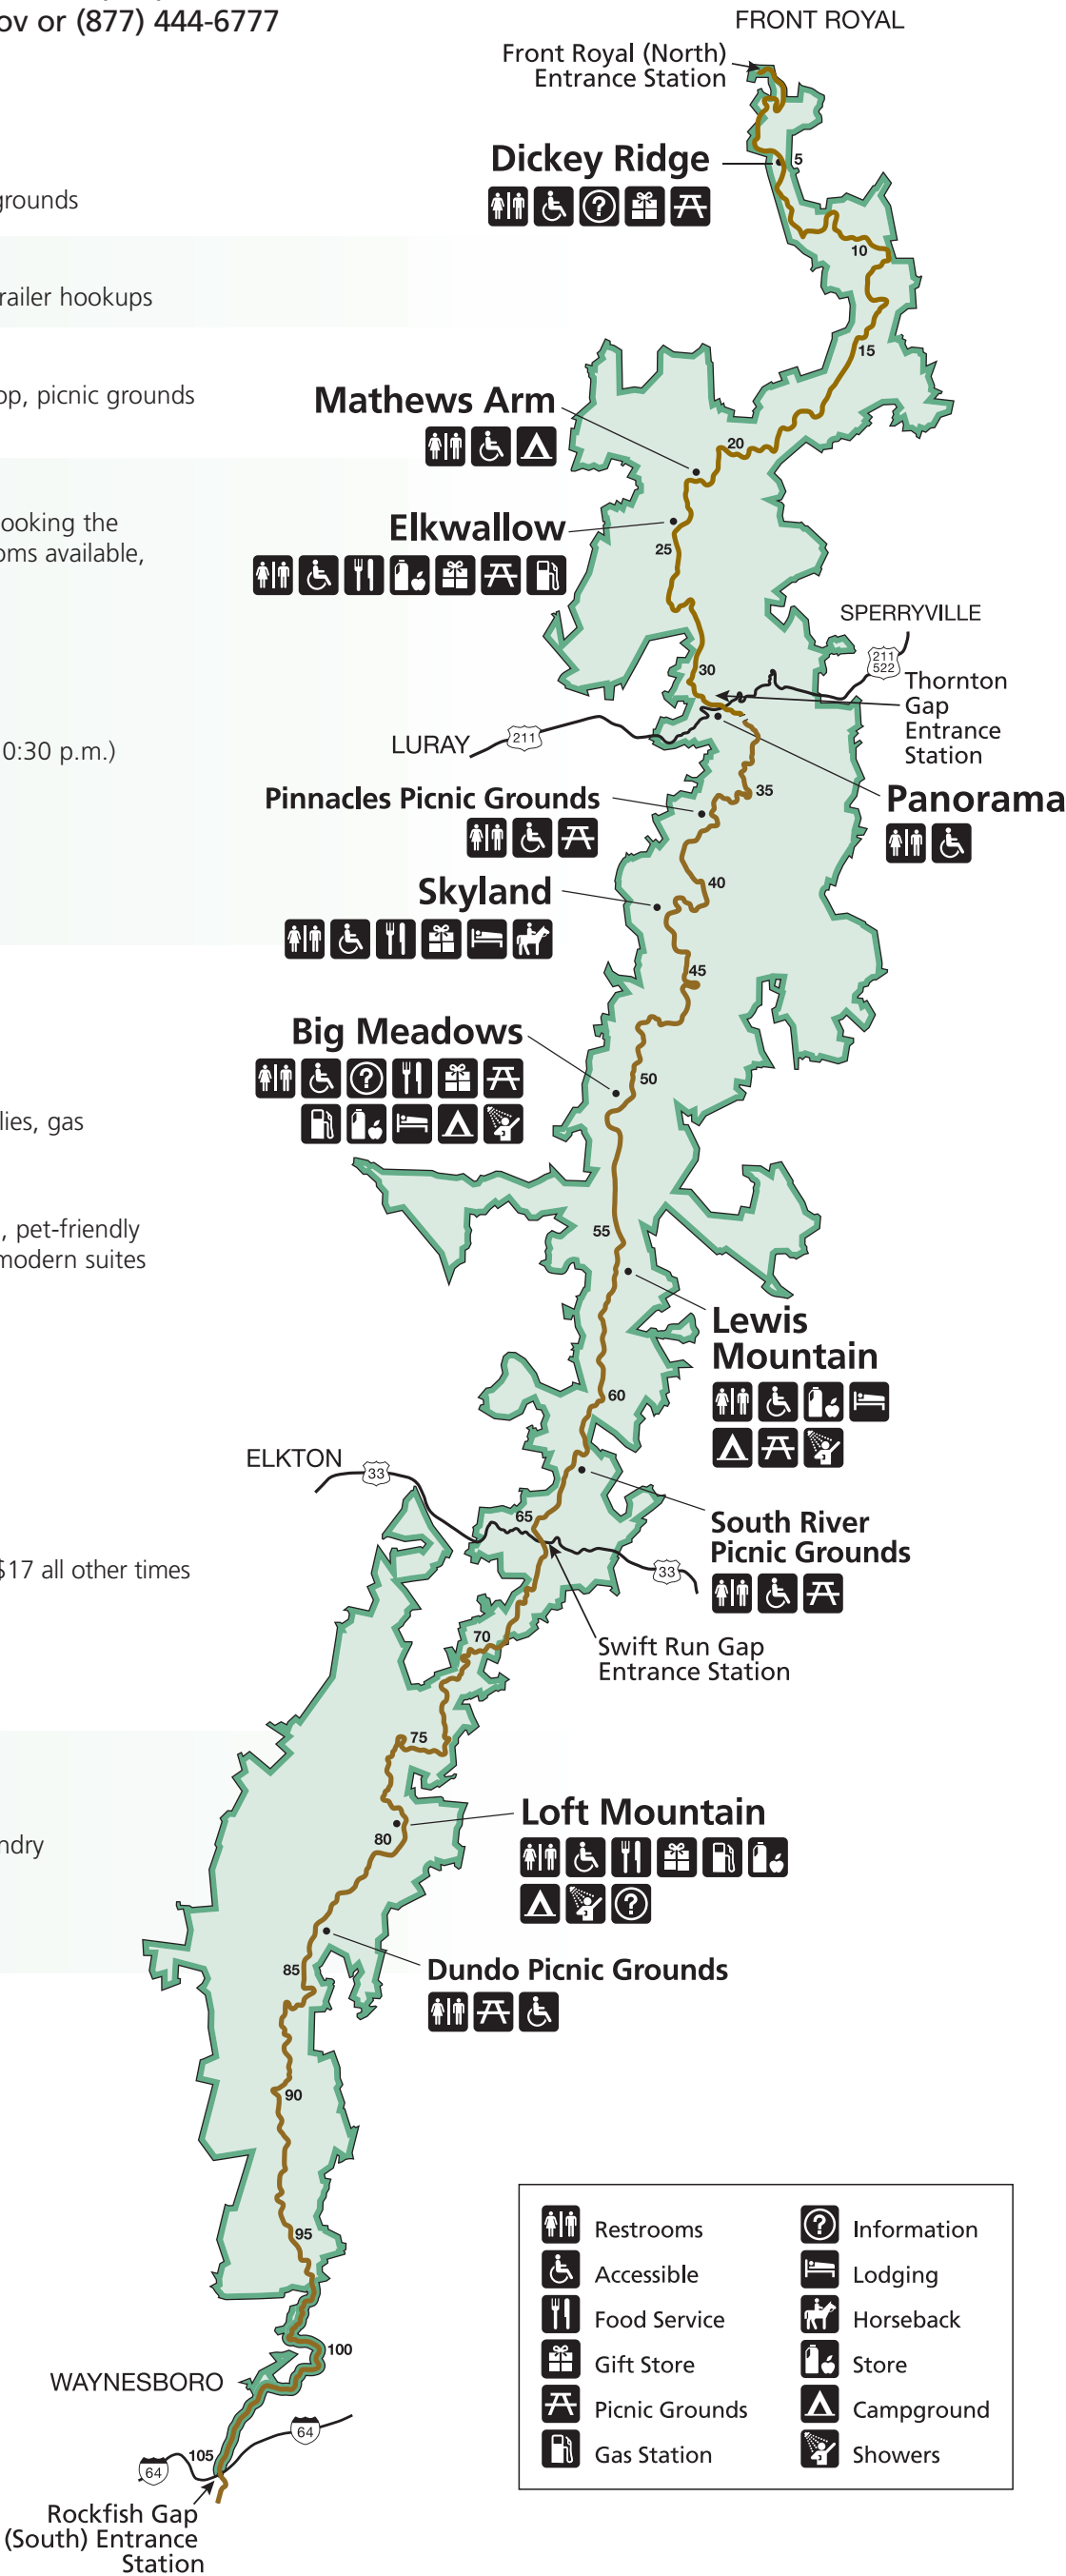 ov or (877) 444-6777
grounds
railer hookups
op, picnic grounds
ooking the
oms available,
0:30 p.m.)
lies, gas
, pet-friendly
modern suites
$17 all other times
ndry
FRONT ROYAL
Front Royal (North)
Entrance Station
Dickey Ridge
5
10
15
Mathews Arm
20
Elkwallow
25
SPERRYVILLE
211
522
30
Thornton
Gap
Entrance
Station
LURAY
211
35
Pinnacles Picnic Grounds
Panorama
40
Skyland
45
Big Meadows
50
55
Lewis
Mountain
60
ELKTON
33
65
South River
Picnic Grounds
33
70
Swift Run Gap
Entrance Station
75
Loft Mountain
80
85
Dundo Picnic Grounds
90
95
100
WAYNESBORO
64
105
64
Rockfish Gap
(South) Entrance
Station
Restrooms
Accessible
Food Service
Gift Store
Picnic Grounds
Gas Station
Information
Lodging
Horseback
Store
Campground
Showers